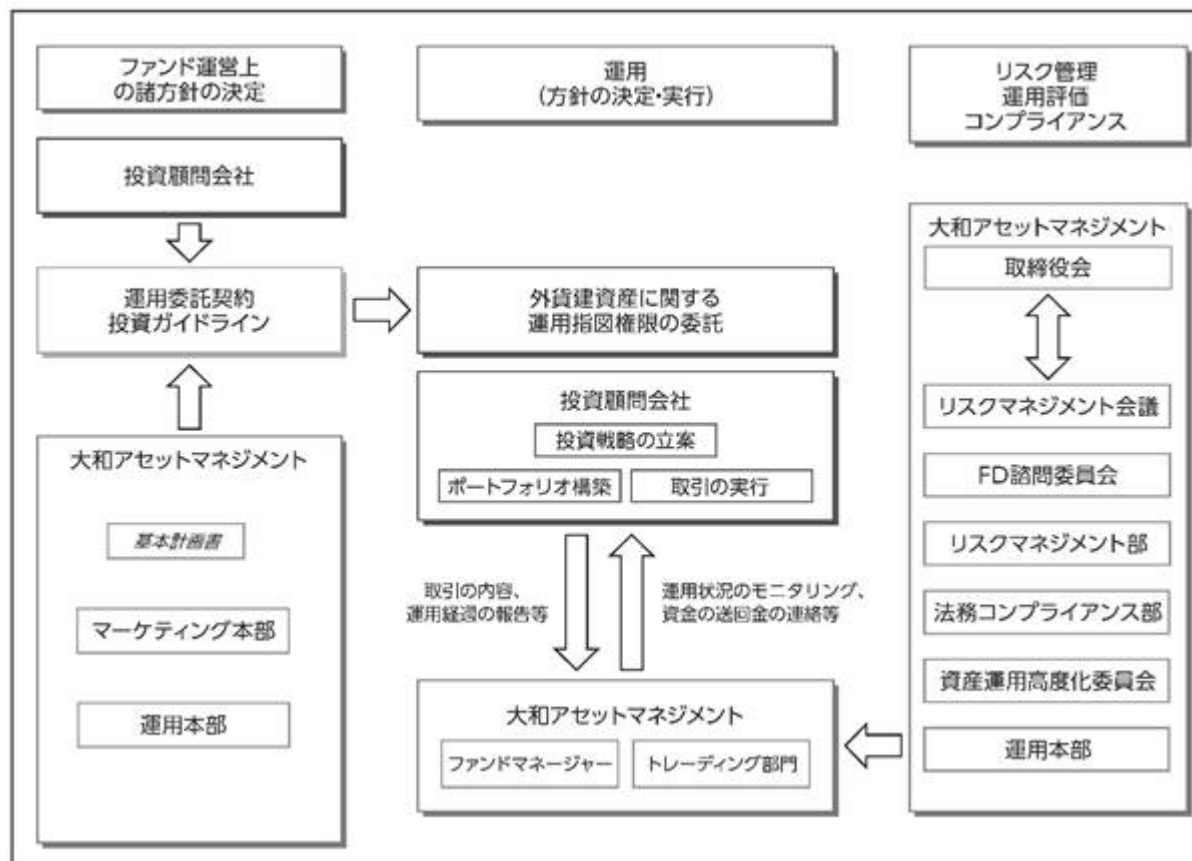 ファンド運営上
の諸方針の決定
投資顧問会社
運用委託契約
投資ガイドライン
大和アセットマネジメント
基本計画書
マーケティング本部
運用本部
運用
(方針の決定・実行)
外貨建資産に関する
運用指図権限の委託
投資顧問会社
投資戦略の立案
ポートフォリオ構築
取引の実行
取引の内容、
運用経過の報告等
運用状況のモニタリング、
資金の送回金の連絡等
大和アセットマネジメント
ファンドマネージャー
トレーディング部門
リスク管理
運用評価
コンプライアンス
大和アセットマネジメント
取締役会
リスクマネジメント会議
FD諮問委員会
リスクマネジメント部
法務コンプライアンス部
資産運用高度化委員会
運用本部